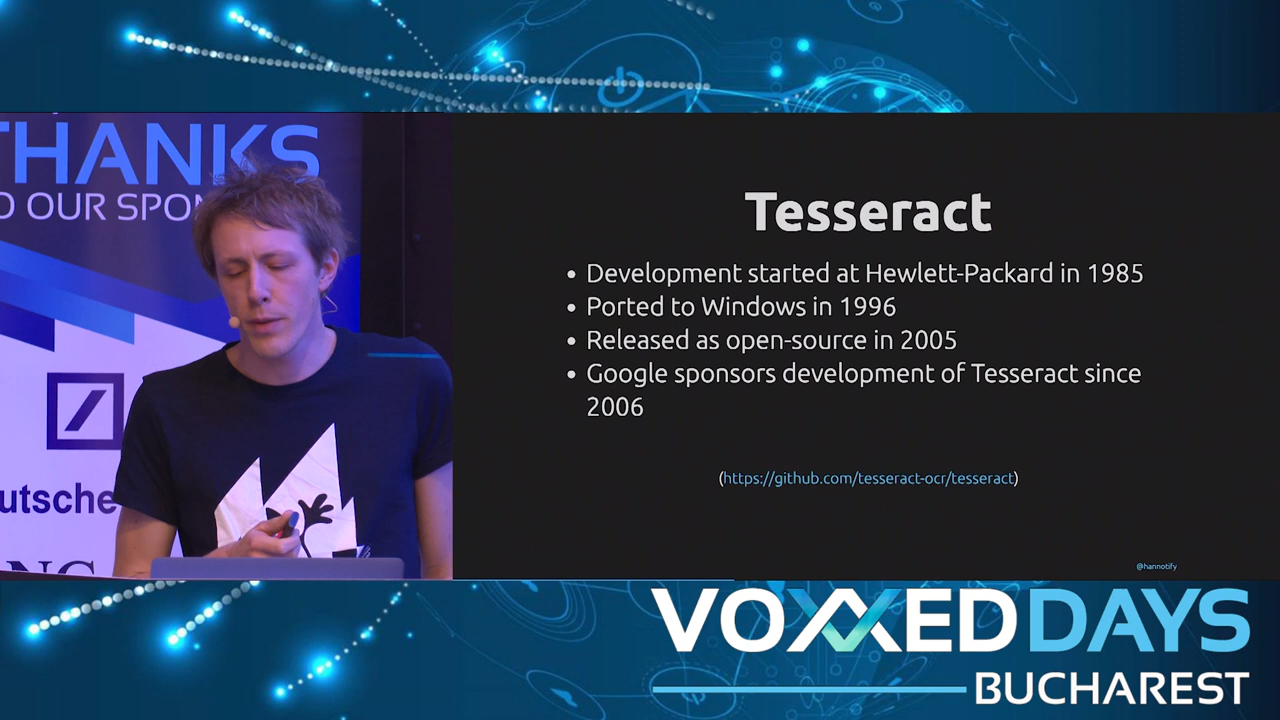 THANKS
O OUR SPON
utsche
NG
Tesseract
• Development started at Hewlett-Packard in 1985
• Ported to Windows in 1996
• Released as open-source in 2005
• Google sponsors development of Tesseract since
2006
(https://github.com/tesseract-ocr/tesseract)
@hannotify
VOXXED DAYS
BUCHAREST